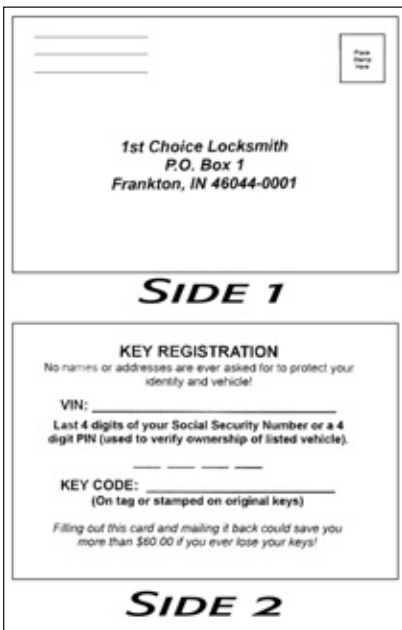 Place
Stamp
Here
1st Choice Locksmith
P.O. Box 1
Frankton, IN 46044-0001
SIDE 1
KEY REGISTRATION
No names or addresses are ever asked for to protect your
identity and vehicle!
VIN:
Last 4 digits of your Social Security Number or a 4
digit PIN (used to verify ownership of listed vehicle).
KEY CODE:
(On tag or stamped on original keys)
Filling out this card and mailing it back could save you
more than $60.00 if you ever lose your keys!
SIDE 2